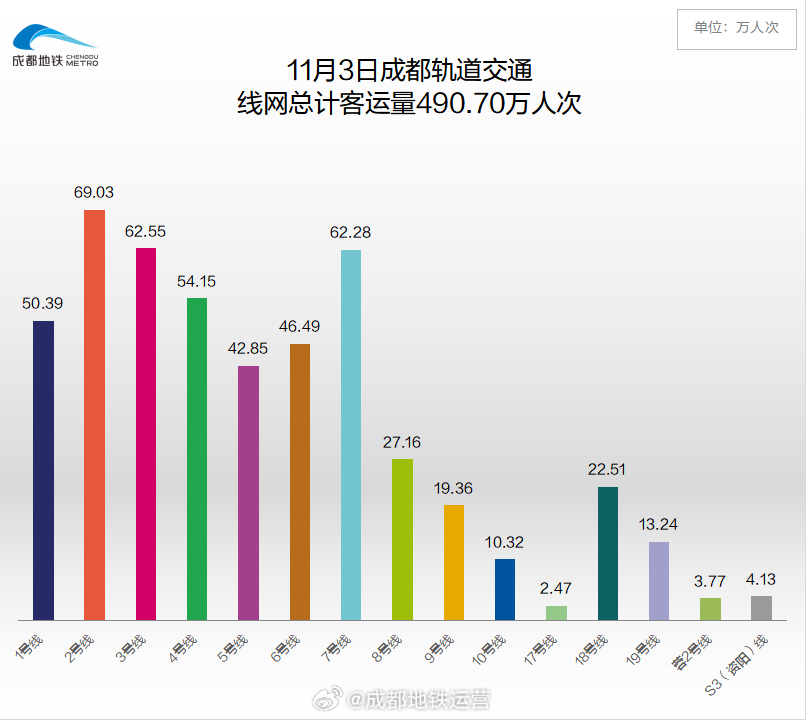 成都地铁 CHENGDU METRO
单位：万人次
11月3日成都轨道交通
线网总计客运量490.70万人次
50.39
69.03
62.55
54.15
42.85
46.49
62.28
27.16
19.36
10.32
2.47
22.51
13.24
3.77
4.13
1号线
2号线
3号线
4号线
5号线
6号线
7号线
8号线
9号线
10号线
17号线
18号线
19号线
蓉2号线
S3（资阳）线
@成都地铁运营